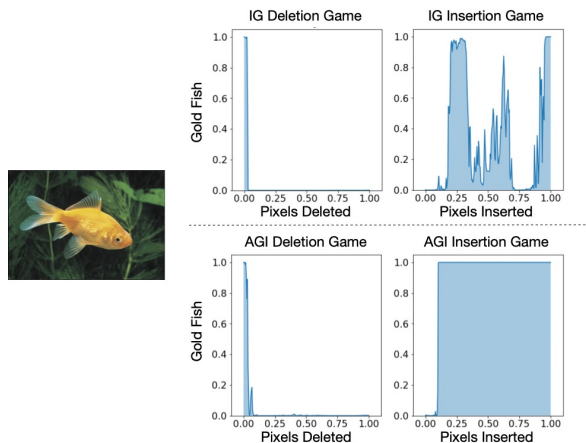 IG Deletion Game
IG Insertion Game
Gold Fish
1.0
0.8
0.6
0.4
0.2
0.0
0.00 0.25 0.50 0.75 1.00
Pixels Deleted
1.0
0.8
0.6
0.4
0.2
0.0
0.00 0.25 0.50 0.75 1.00
Pixels Inserted
AGI Deletion Game
AGI Insertion Game
Gold Fish
1.0
0.8
0.6
0.4
0.2
0.0
0.00 0.25 0.50 0.75 1.00
Pixels Deleted
1.0
0.8
0.6
0.4
0.2
0.0
0.00 0.25 0.50 0.75 1.00
Pixels Inserted